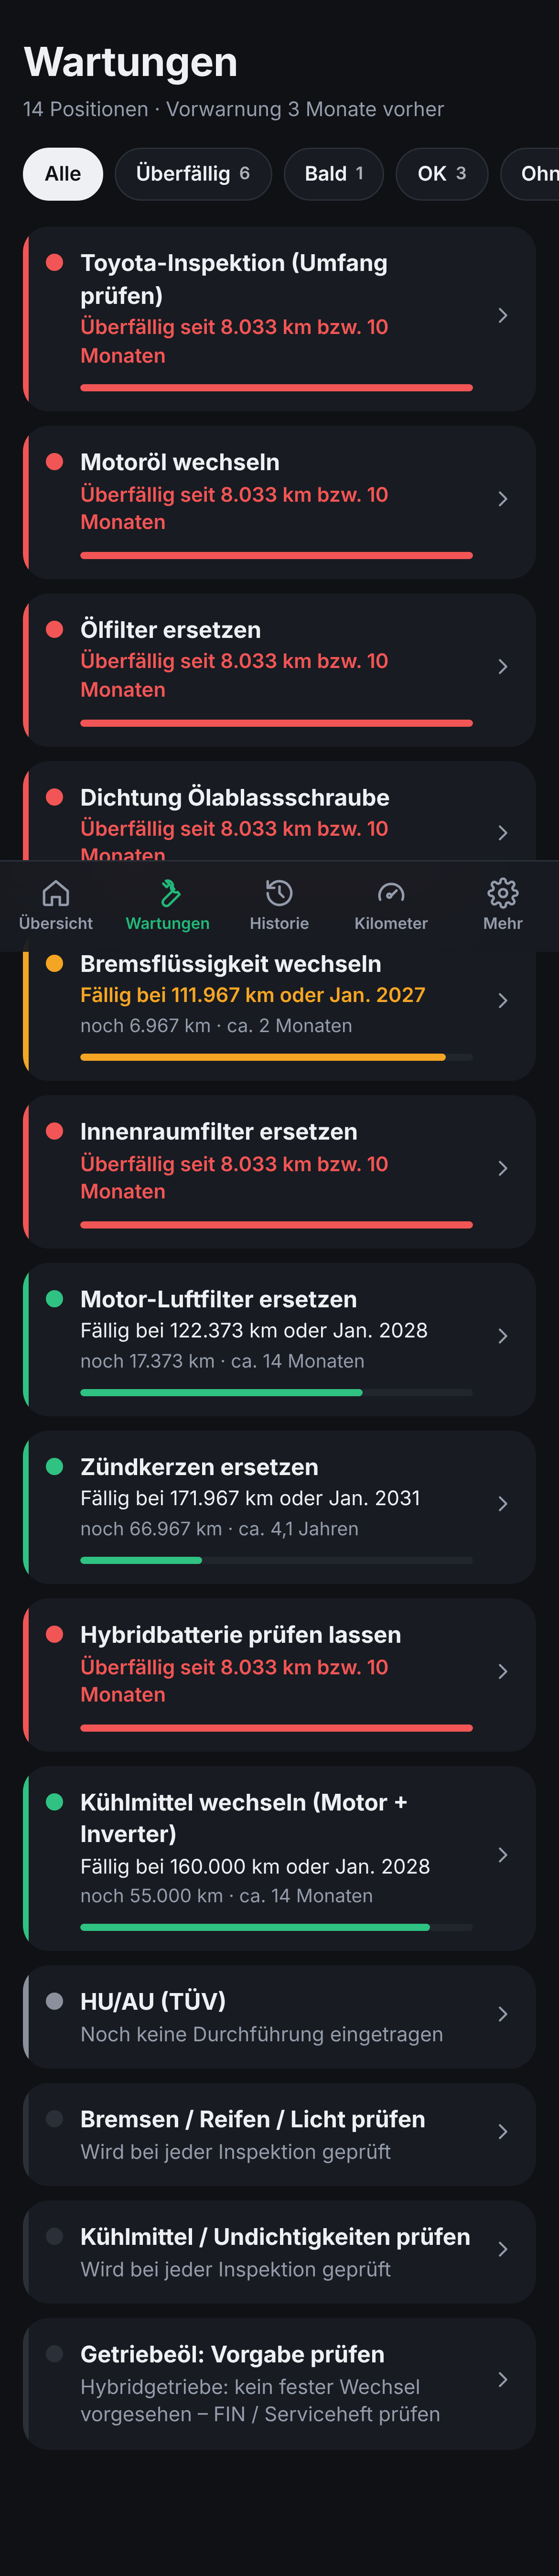 Wartungen
14 Positionen · Vorwarnung 3 Monate vorher
Alle
Überfällig 6
Bald 1
OK 3
Ohn
Toyota-Inspektion (Umfang
prüfen)
Überfällig seit 8.033 km bzw. 10
Monaten
Motoröl wechseln
Überfällig seit 8.033 km bzw. 10
Monaten
Ölfilter ersetzen
Überfällig seit 8.033 km bzw. 10
Monaten
Dichtung Ölablassschraube
Überfällig seit 8.033 km bzw. 10
Monaten
Übersicht
Wartungen
Historie
Kilometer
Mehr
Bremsflüssigkeit wechseln
Fällig bei 111.967 km oder Jan. 2027
noch 6.967 km · ca. 2 Monaten
Innenraumfilter ersetzen
Überfällig seit 8.033 km bzw. 10
Monaten
Motor-Luftfilter ersetzen
Fällig bei 122.373 km oder Jan. 2028
noch 17.373 km · ca. 14 Monaten
Zündkerzen ersetzen
Fällig bei 171.967 km oder Jan. 2031
noch 66.967 km · ca. 4,1 Jahren
Hybridbatterie prüfen lassen
Überfällig seit 8.033 km bzw. 10
Monaten
Kühlmittel wechseln (Motor +
Inverter)
Fällig bei 160.000 km oder Jan. 2028
noch 55.000 km · ca. 14 Monaten
HU/AU (TÜV)
Noch keine Durchführung eingetragen
Bremsen / Reifen / Licht prüfen
Wird bei jeder Inspektion geprüft
Kühlmittel / Undichtigkeiten prüfen
Wird bei jeder Inspektion geprüft
Getriebeöl: Vorgabe prüfen
Hybridgetriebe: kein fester Wechsel
vorgesehen – FIN / Serviceheft prüfen